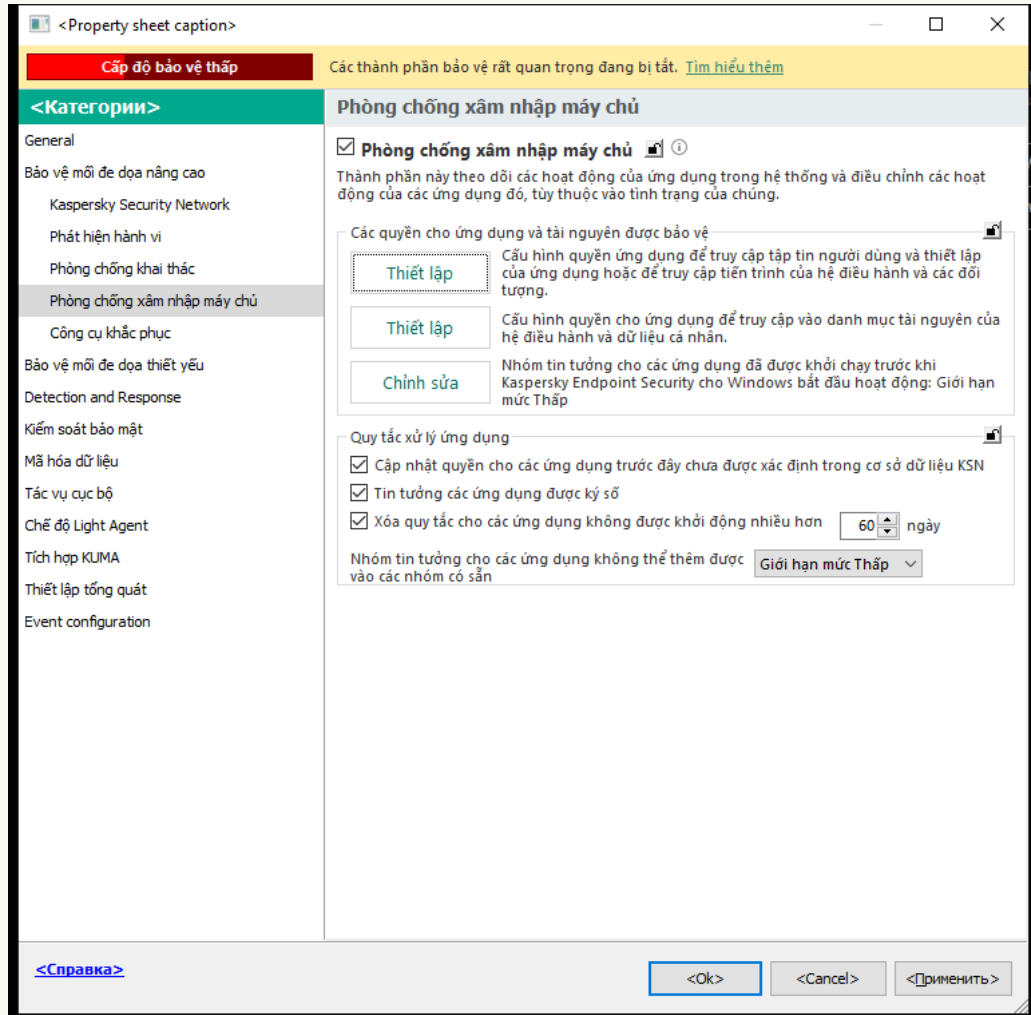 <Property sheet caption>
Cấp độ bảo vệ thấp
Các thành phần bảo vệ rất quan trọng đang bị tắt. Tìm hiểu thêm
<Категории>
General
Bảo vệ mối đe dọa nâng cao
Kaspersky Security Network
Phát hiện hành vi
Phòng chống khai thác
Phòng chống xâm nhập máy chủ
Công cụ khắc phục
Bảo vệ mối đe dọa thiết yếu
Detection and Response
Kiểm soát bảo mật
Mã hóa dữ liệu
Tác vụ cục bộ
Chế độ Light Agent
Tích hợp KUMA
Thiết lập tổng quát
Event configuration
Phòng chống xâm nhập máy chủ
Phòng chống xâm nhập máy chủ
Thành phần này theo dõi các hoạt động của ứng dụng trong hệ thống và điều chỉnh các hoạt
động của các ứng dụng đó, tùy thuộc vào tình trạng của chúng.
Các quyền cho ứng dụng và tài nguyên được bảo vệ
Thiết lập
Cấu hình quyền ứng dụng để truy cập tập tin người dùng và thiết lập
của ứng dụng hoặc để truy cập tiến trình của hệ điều hành và các đối
tượng.
Thiết lập
Cấu hình quyền cho ứng dụng để truy cập vào danh mục tài nguyên của
hệ điều hành và dữ liệu cá nhân.
Chỉnh sửa
Nhóm tin tưởng cho các ứng dụng đã được khởi chạy trước khi
Kaspersky Endpoint Security cho Windows bắt đầu hoạt động: Giới hạn
mức Thấp
Quy tắc xử lý ứng dụng
Cập nhật quyền cho các ứng dụng trước đây chưa được xác định trong cơ sở dữ liệu KSN
Tin tưởng các ứng dụng được ký số
Xóa quy tắc cho các ứng dụng không được khởi động nhiều hơn 60 ngày
Nhóm tin tưởng cho các ứng dụng không thể thêm được
vào các nhóm có sẵn
Giới hạn mức Thấp
<Справка>
<Ok>
<Cancel>
<Применить>